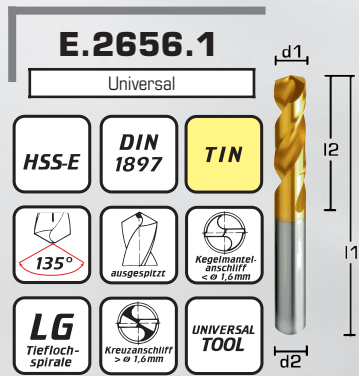 E.2656.1
Universal
d1
HSS-E
DIN
1897
TIN
l2
l1
135°
ausgespitzt
Kegelmantel-
anschliff
< ø 1,6mm
LG
Tiefloch-
spirale
Kreuzanschliff
> ø 1,6mm
UNIVERSAL
TOOL
d2